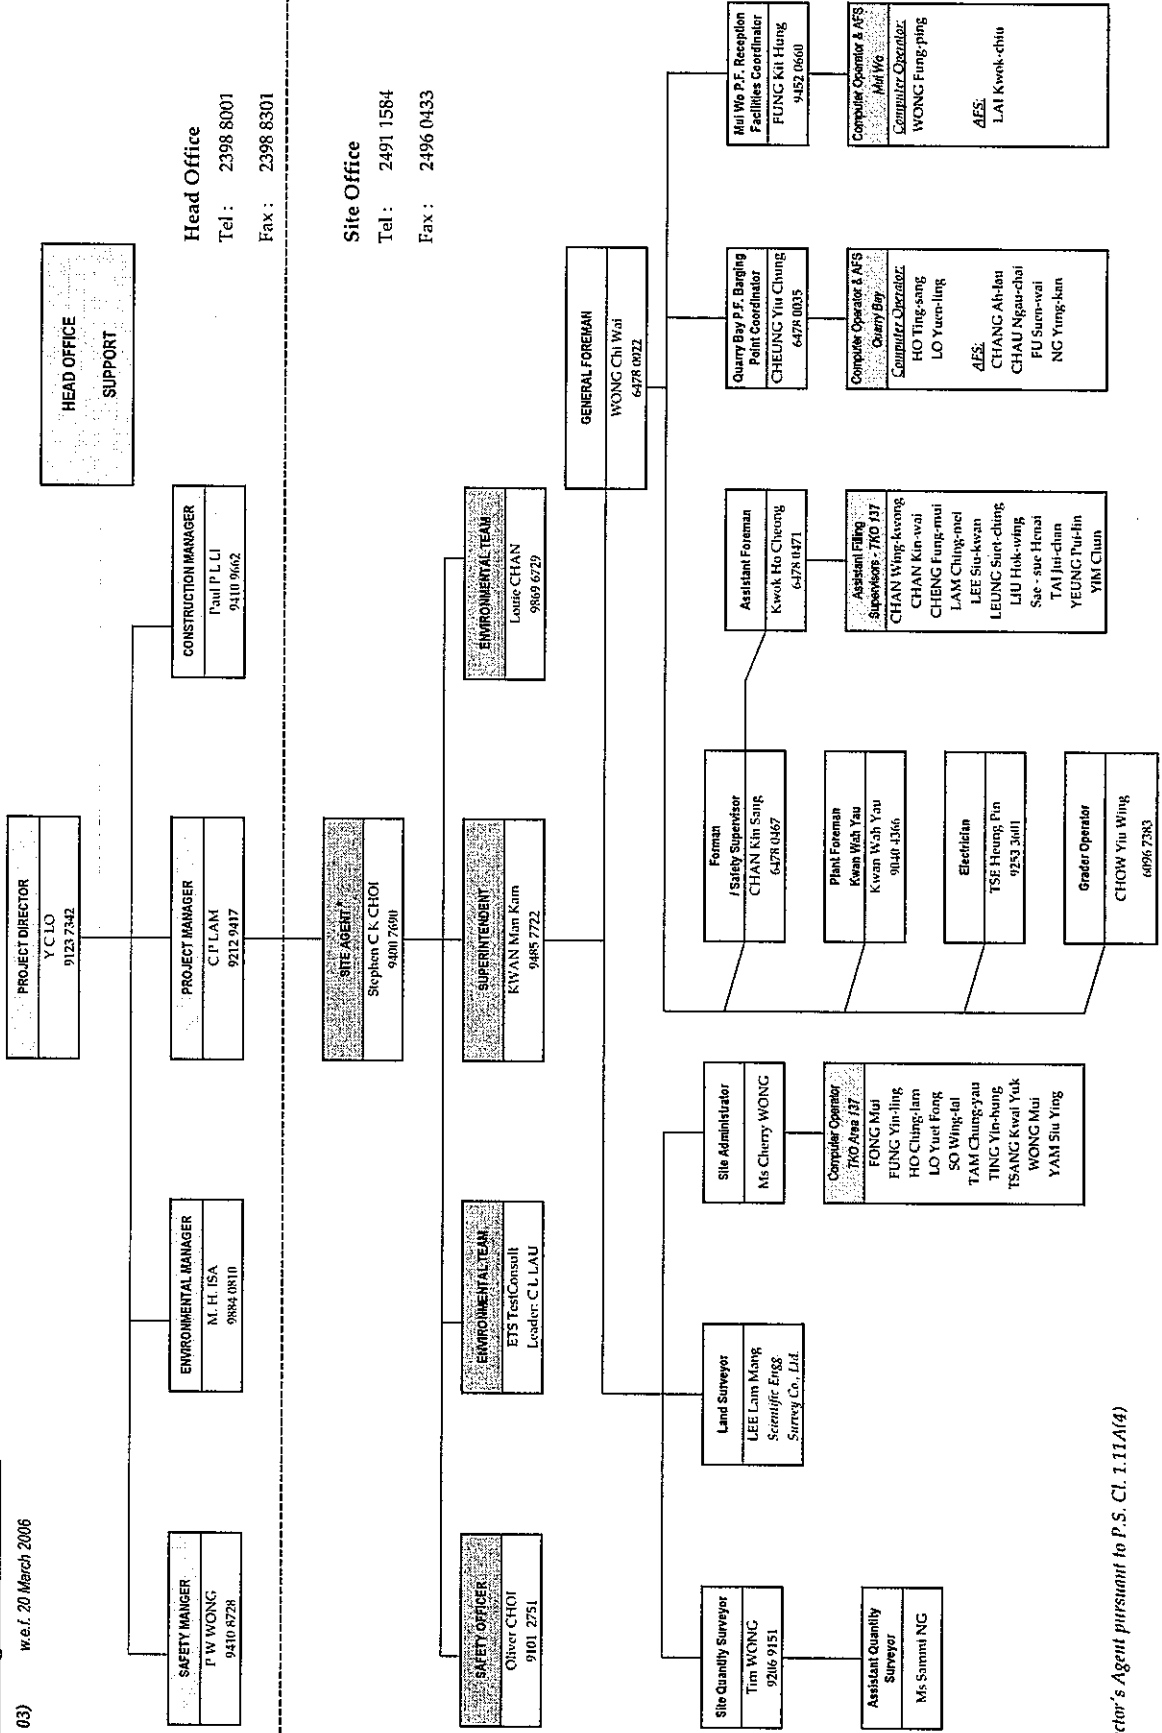 03)
w.e.f. 20 March 2006
PROJECT DIRECTOR
Y C LO
9123 7342
HEAD OFFICE
SUPPORT
SAFETY MANGER
P W WONG
9410 8728
ENVIRONMENTAL MANAGER
M. H. ISA
9884 0810
PROJECT MANAGER
C P LAM
9212 9417
CONSTRUCTION MANAGER
Paul P L LI
9410 9662
Head Office
Tel : 2398 8001
Fax : 2398 8301
SITE AGENT*
Stephen C K CHOI
9400 7690
Site Office
Tel : 2491 1584
Fax : 2496 0433
SAFETY OFFICER
Oliver CHOI
9101 2751
ENVIRONMENTAL TEAM
ETS TestConsult
Leader: C L LAU
SUPERINTENDENT
KWAN Man Kam
9485 7722
ENVIRONMENTAL TEAM
Louie CHAN
9869 6729
GENERAL FOREMAN
WONG Chi Wai
6478 0022
Site Quantity Surveyor
Tim WONG
9206 9151
Assistant Quantity
Surveyor
Ms Sammi NG
Land Surveyor
LEE Lam Mang
Scientific Engg
Survey Co., Ltd.
Site Administrator
Ms Cherry WONG
Computer Operator
TKO Area 137
FONG Mui
FUNG Yin-ling
HO Ching-lam
LO Yuet Fong
SO Wing-fal
TAM Chung-yau
TING Yin-hung
TSANG Kwai Yuk
WONG Mui
YAM Siu Ying
Forman
/ Safety Supervisor
CHAN Kin Sang
6478 0467
Plant Foreman
Kwan Wah Yau
Kwan Wah Yau
9040 4366
Electrician
TSE Heung Pin
9253 3601
Grader Operator
CHOW Yiu Wing
6096 7383
Assistant Foreman
Kwok Ho Cheong
6478 0471
Assistant Filling
Supervisors - TKO 137
CHAN Wing-kwong
CHAN Kin-wai
CHENG Fung-mui
LAM Ching-mei
LEE Siu-kwan
LEUNG Suet-ching
LIU Hok-wing
Sae - sue Henai
TAI Jui-chan
YEUNG Pui-lin
YIM Chun
Quarry Bay P.F. Barging
Point Coordinator
CHEUNG Yiu Chung
6478 0035
Computer Operator & AFS
Quarry Bay
Computer Operator:
HO Ting-sang
LO Yuen-ling
AFS:
CHANG Ah-lau
CHAU Ngau-chai
FU Suen-wai
NG Yung-kan
Mui Wo P.F. Reception
Facilities Coordinator
FUNG Kit Hung
9452 0660
Computer Operator & AFS
Mui Wo
Computer Operator:
WONG Fung-ping
AFS:
LAI Kwok-chiu
ctor's Agent pursuant to P.S. Cl. 1.11A(4)